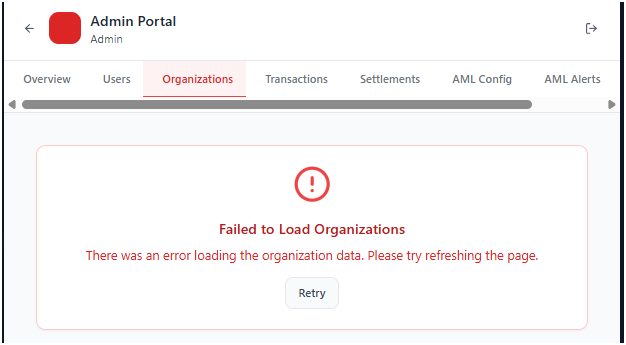 Admin Portal
Admin
Overview Users Organizations Transactions Settlements AML Config AML Alerts
Failed to Load Organizations
There was an error loading the organization data. Please try refreshing the page.
Retry